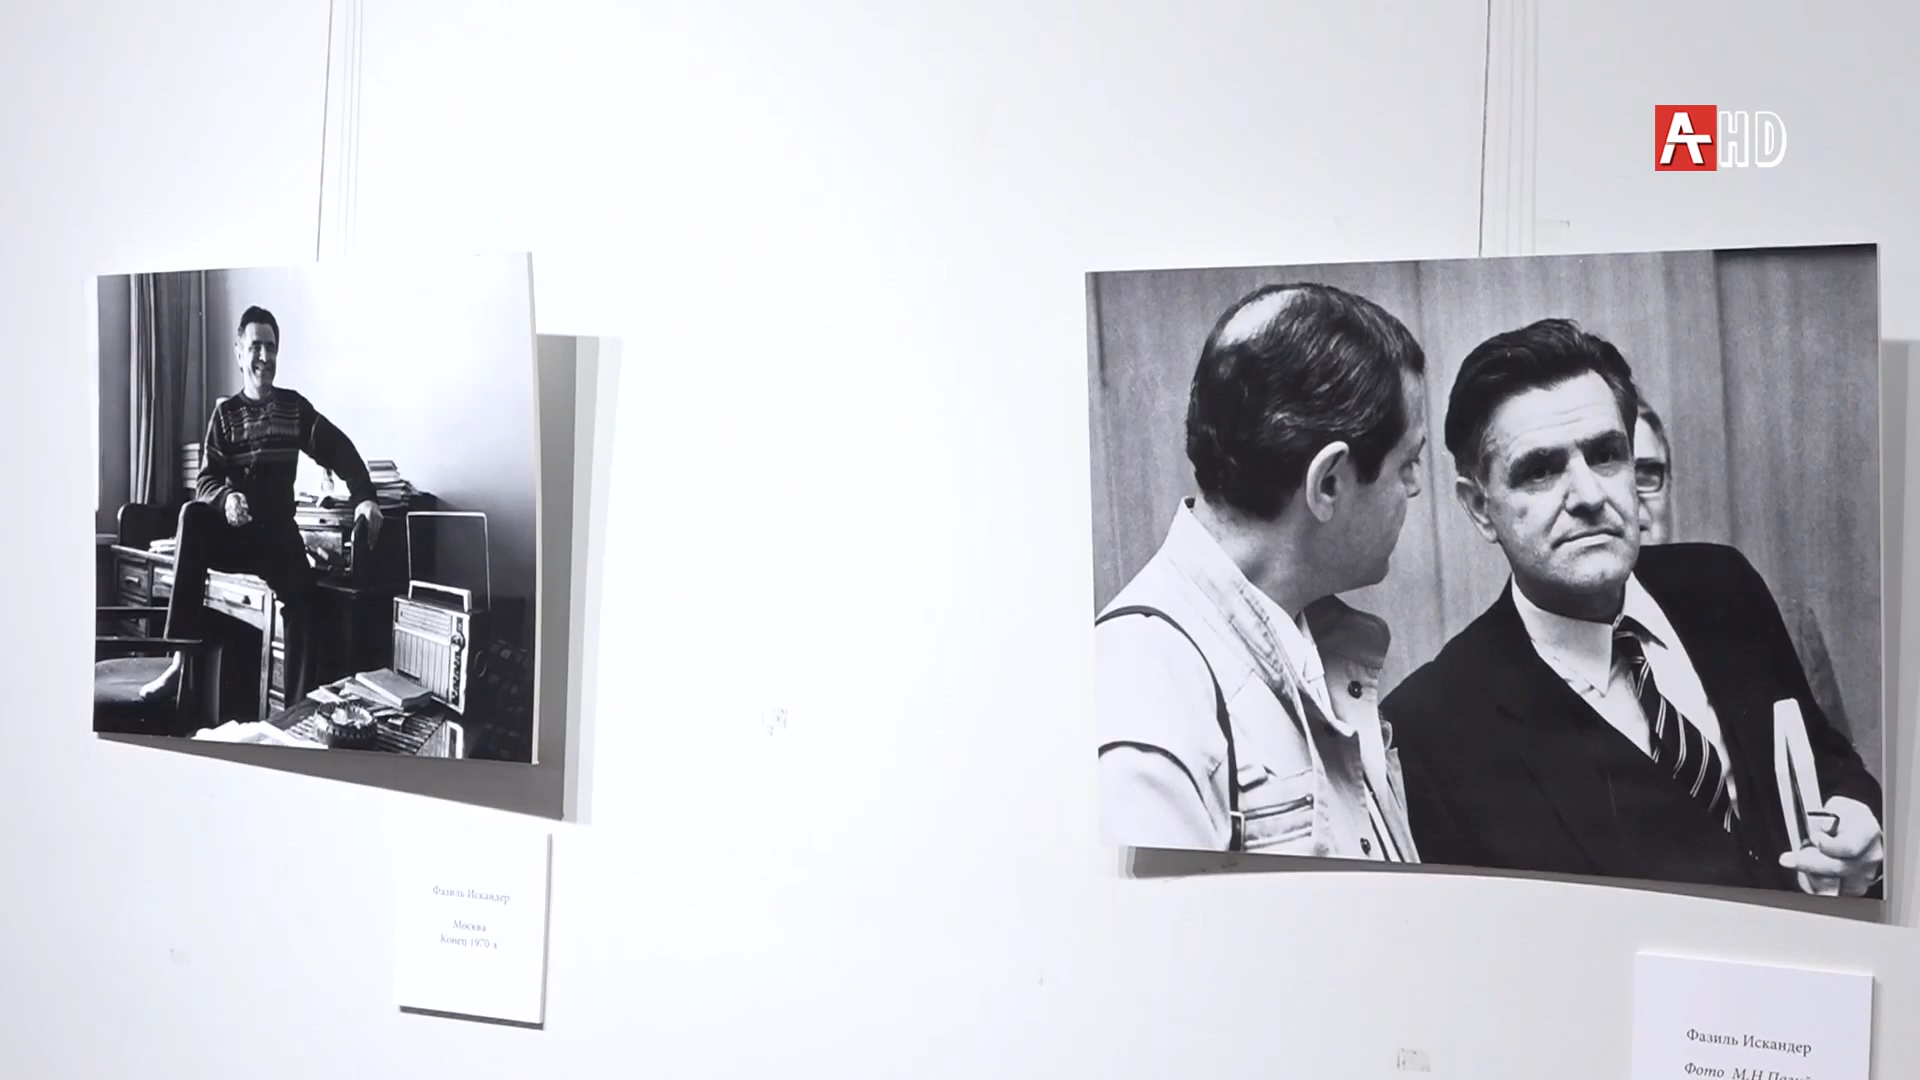 AHD
Фазиль Искандер
Москва
Конец 1970-х
Фазиль Искандер
Фото М.Н.